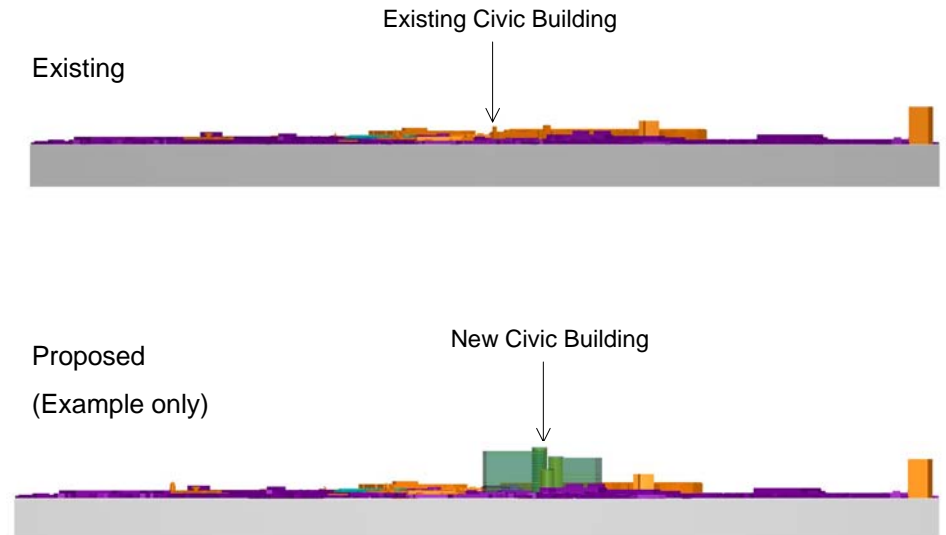 Existing Civic Building
Existing
New Civic Building
Proposed
(Example only)